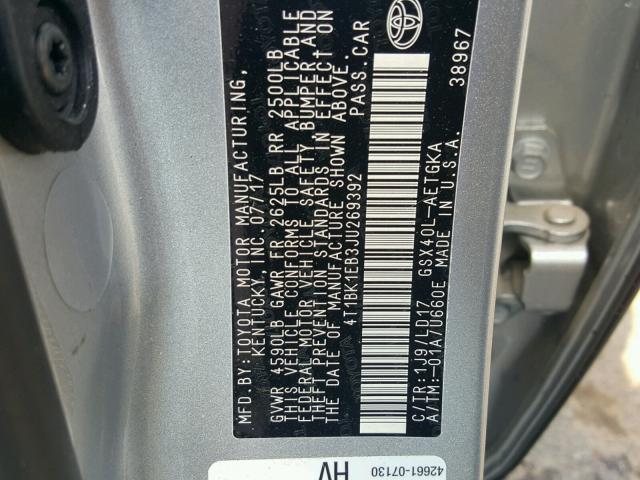 MFD.BY:TOYOTA MOTOR MANUFACTURING,
KENTUCKY, INC. 07/17
GVWR 4590LB GAWR FR 2625LB RR 2500LB
THIS VEHICLE CONFORMS TO ALL APPLICABLE
FEDERAL MOTOR VEHICLE SAFETY, BUMPER AND
THEFT PREVENTION STANDARDS IN EFFECT ON
THE DATE OF MANUFACTURE SHOWN ABOVE.
4T1BK1EB3JU269392 PASS.CAR
C/TR:1J9/LD17 GSX40L-AETGKA
A/TM:-01A/U660E MADE IN U.S.A.
38967
HV
42661-07130